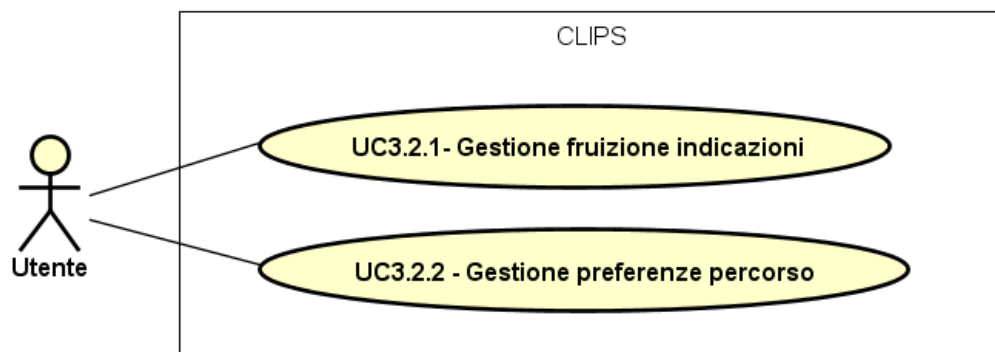 CLIPS
UC3.2.1- Gestione fruizione indicazioni
Utente
UC3.2.2 - Gestione preferenze percorso